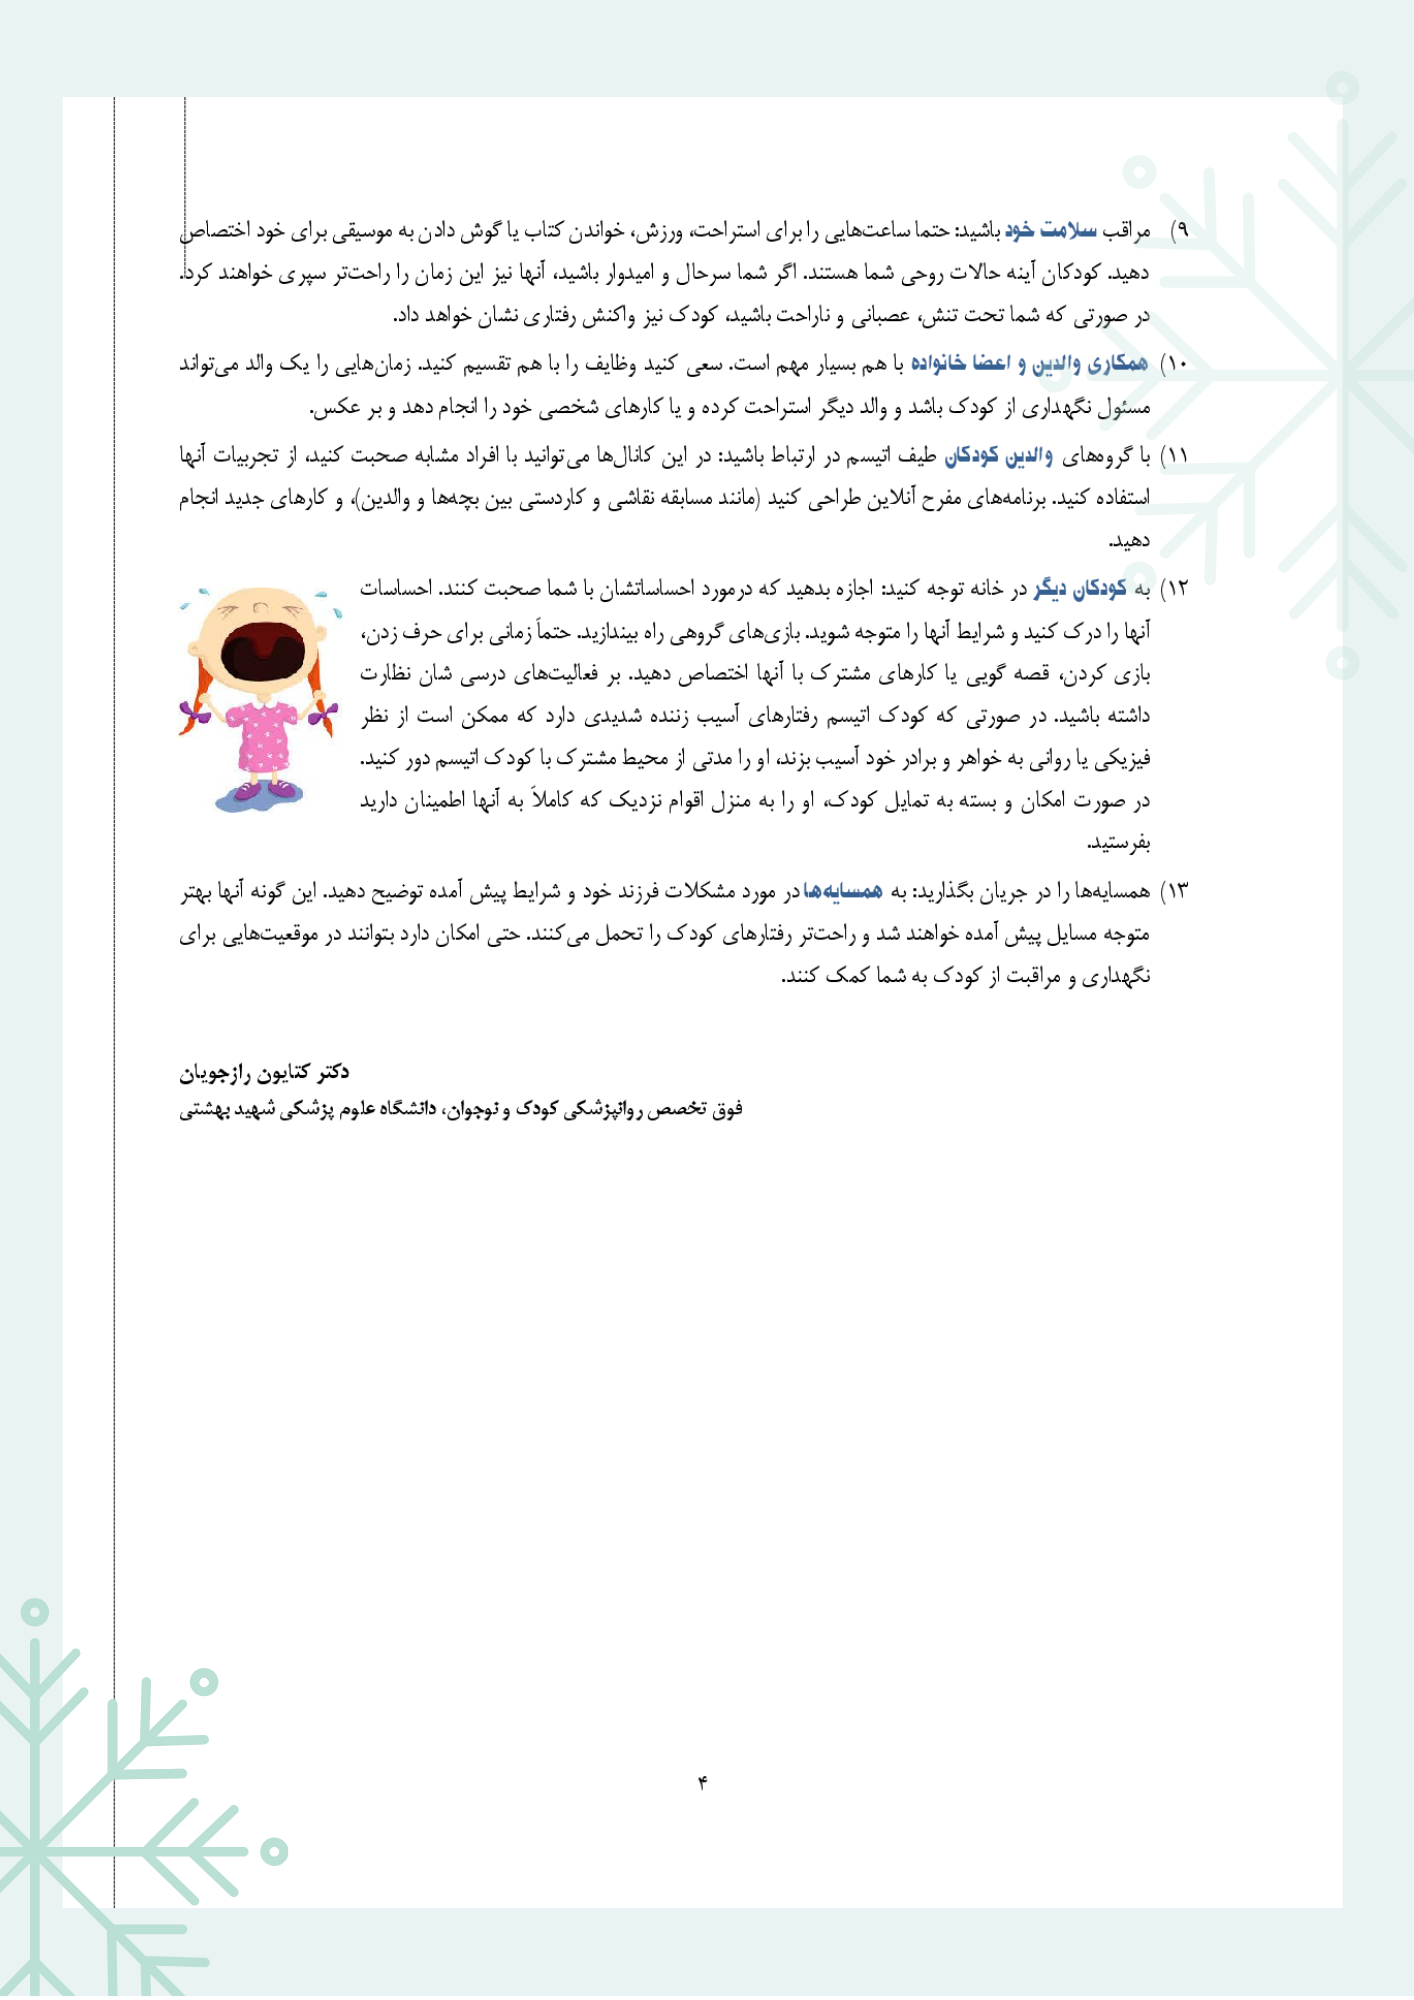 ۹) مراقب سلامت خود باشید: حتما ساعت‌هایی را برای استراحت، ورزش، خواندن کتاب یا گوش دادن به موسیقی برای خود اختصاص
دهید. کودکان آینه حالات روحی شما هستند. اگر شما سرحال و امیدوار باشید، آنها نیز این زمان را راحت‌تر سپری خواهند کرد.
در صورتی که شما تحت تنش، عصبانی و ناراحت باشید، کودک نیز واکنش رفتاری نشان خواهد داد.
۱۰) همکاری والدین و اعضا خانواده با هم بسیار مهم است. سعی کنید وظایف را با هم تقسیم کنید. زمان‌هایی را یک والد می‌تواند
مسئول نگهداری از کودک باشد و والد دیگر استراحت کرده و یا کارهای شخصی خود را انجام دهد و بر عکس.
۱۱) با گروه‌های والدین کودکان طیف اتیسم در ارتباط باشید: در این کانال‌ها می‌توانید با افراد مشابه صحبت کنید، از تجربیات آنها
استفاده کنید. برنامه‌های مفرح آنلاین طراحی کنید (مانند مسابقه نقاشی و کاردستی بین بچه‌ها و والدین)، و کارهای جدید انجام
دهید.
۱۲) به کودکان دیگر در خانه توجه کنید: اجازه بدهید که درمورد احساساتشان با شما صحبت کنند. احساسات
آنها را درک کنید و شرایط آنها را متوجه شوید. بازی‌های گروهی راه بیندازید. حتماً زمانی برای حرف زدن،
بازی کردن، قصه گویی یا کارهای مشترک با آنها اختصاص دهید. بر فعالیت‌های درسی شان نظارت
داشته باشید. در صورتی که کودک اتیسم رفتارهای آسیب زننده شدیدی دارد که ممکن است از نظر
فیزیکی یا روانی به خواهر و برادر خود آسیب بزند، او را مدتی از محیط مشترک با کودک اتیسم دور کنید.
در صورت امکان و بسته به تمایل کودک، او را به منزل اقوام نزدیک که کاملاً به آنها اطمینان دارید
بفرستید.
۱۳) همسایه‌ها را در جریان بگذارید: به همسایه‌ها در مورد مشکلات فرزند خود و شرایط پیش آمده توضیح دهید. این گونه آنها بهتر
متوجه مسایل پیش آمده خواهند شد و راحت‌تر رفتارهای کودک را تحمل می‌کنند. حتی امکان دارد بتوانند در موقعیت‌هایی برای
نگهداری و مراقبت از کودک به شما کمک کنند.
دکتر کتایون رازجویان
فوق تخصص روانپزشکی کودک و نوجوان، دانشگاه علوم پزشکی شهید بهشتی
۴